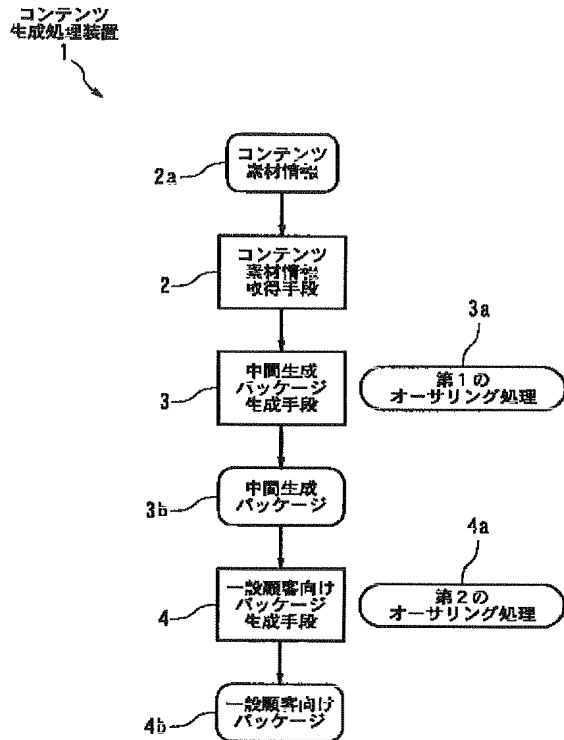 コンテンツ
生成処理装置
1
コンテンツ
素材情報
2a
コンテンツ
素材情報
取得手段
2
3a
中間生成
パッケージ
生成手段
3
第1の
オーサリング処理
中間生成
パッケージ
3b
4a
一般顧客向け
パッケージ
生成手段
4
第2の
オーサリング処理
一般顧客向け
パッケージ
4b